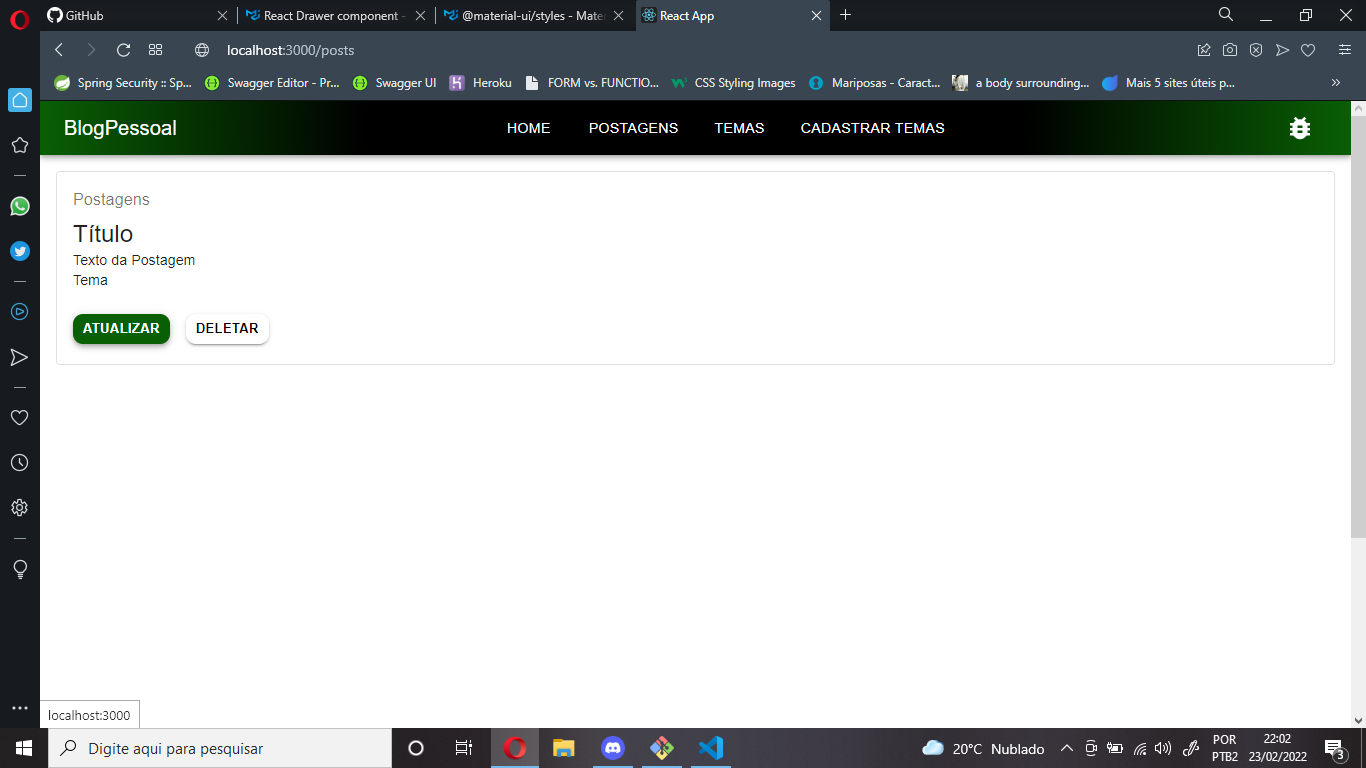 GitHub
React Drawer component -
@material-ui/styles - Mate
React App
localhost:3000/posts
Spring Security :: Sp...
Swagger Editor - Pr...
Swagger UI
Heroku
FORM vs. FUNCTIO...
CSS Styling Images
Mariposas - Caract...
a body surrounding...
Mais 5 sites úteis p...
BlogPessoal
HOME
POSTAGENS
TEMAS
CADASTRAR TEMAS
Postagens
Título
Texto da Postagem
Tema
ATUALIZAR
DELETAR
localhost:3000
Digite aqui para pesquisar
20°C Nublado
POR
PTB2
22:02
23/02/2022
3